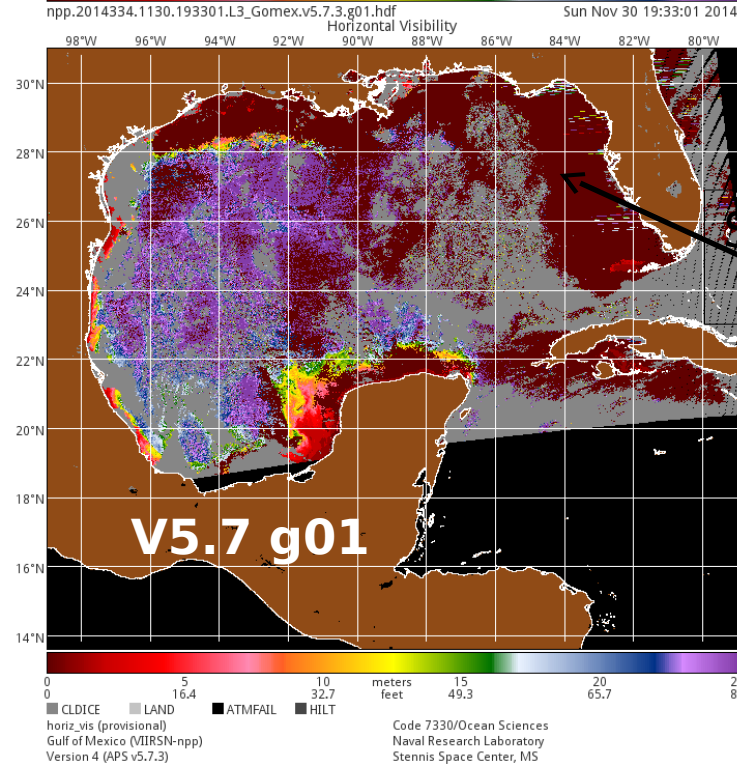 npp.2014334.1130.193301.L3_Gomex.v5.7.3.g01.hdf Sun Nov 30 19:33:01 2014
Horizontal Visibility
98°W 96°W 94°W 92°W 90°W 88°W 86°W 84°W 82°W 80°W
30°N
28°N
26°N
24°N
22°N
20°N
18°N
V5.7 g01
16°N
14°N
0 5 10 meters 15 20 2
0 16.4 32.7 feet 49.3 65.7 8
CLDICE LAND ATMFAIL HILT
horiz_vis (provisional) Code 7330/Ocean Sciences
Gulf of Mexico (VIIRSN-npp) Naval Research Laboratory
Version 4 (APS v5.7.3) Stennis Space Center, MS